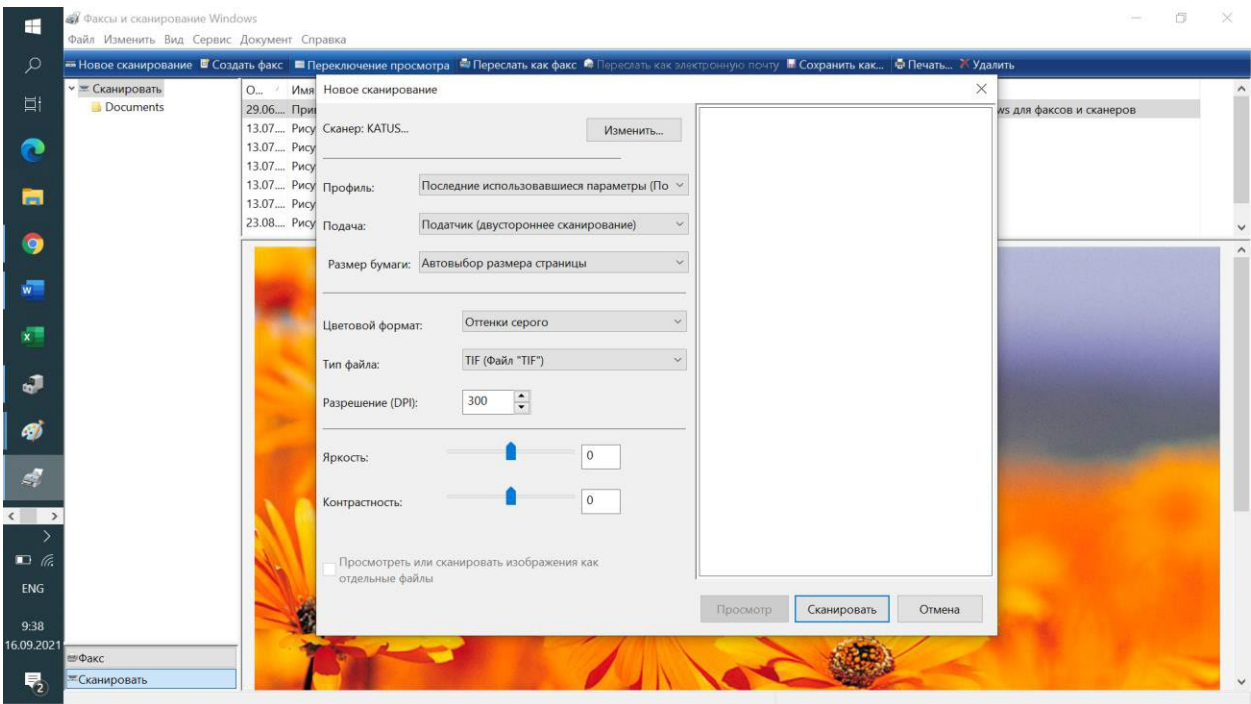 Факсы и сканирование Windows
Файл Изменить Вид Сервис Документ Справка
Новое сканирование Создать факс Переключение просмотра Переслать как факс Переслать как электронную почту Сохранить как... Печать... Удалить
Сканировать
Documents
О... Имя
29.06.... При
13.07.... Рису
13.07.... Рису
13.07.... Рису
13.07.... Рису
13.07.... Рису
23.08.... Рису
ws для факсов и сканеров
Новое сканирование
Сканер: KATUS...
Изменить...
Профиль: Последние использовавшиеся параметры (По
Подача: Податчик (двустороннее сканирование)
Размер бумаги: Автовыбор размера страницы
Цветовой формат: Оттенки серого
Тип файла: TIF (Файл "TIF")
Разрешение (DPI): 300
Яркость: 0
Контрастность: 0
Просмотреть или сканировать изображения как
отдельные файлы
Просмотр Сканировать Отмена
Факс
Сканировать
ENG
9:38
16.09.2021
2